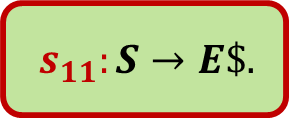 s₁₁: S → E$.